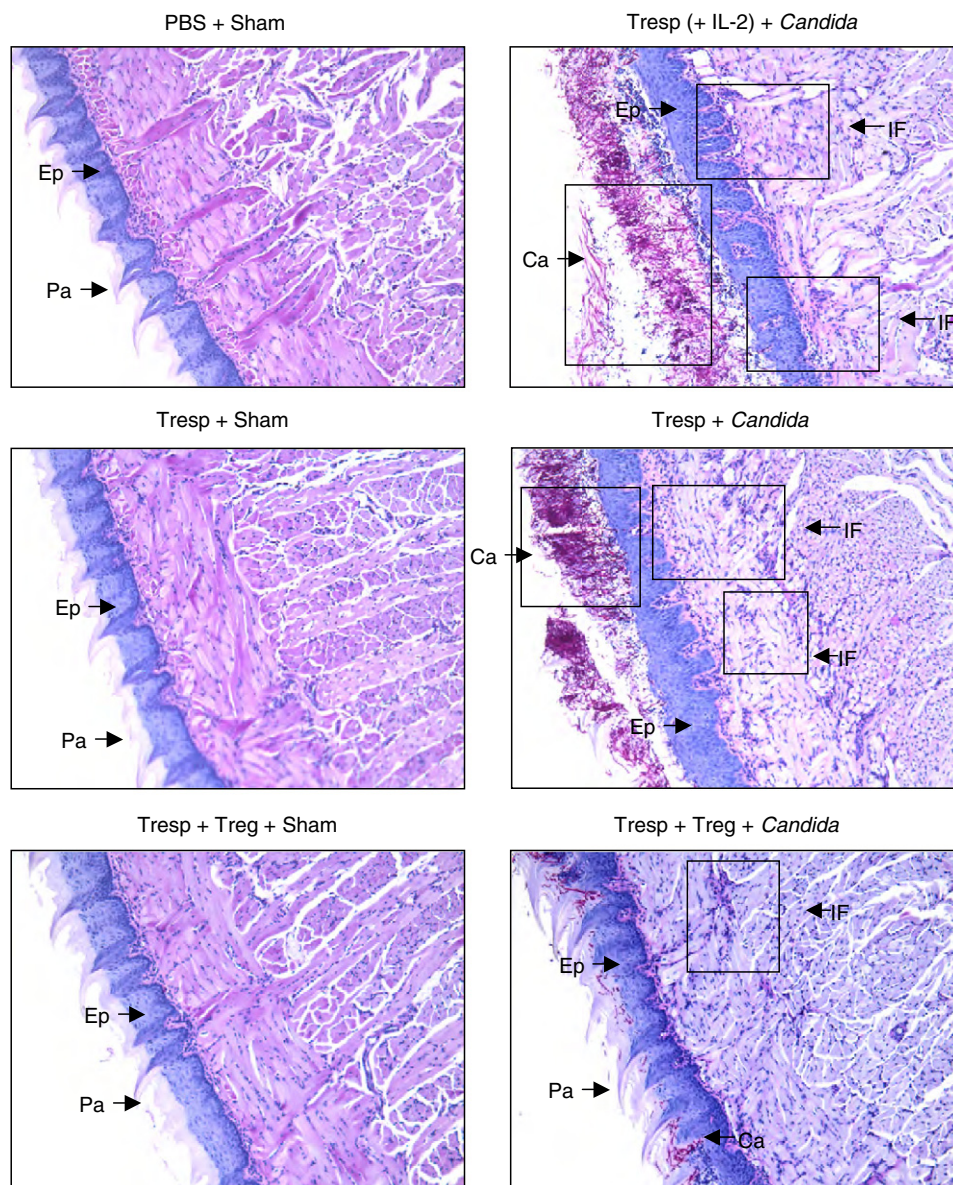 PBS + Sham
Tresp (+ IL-2) + Candida
Ep
Pa
Ep
IF
Ca
IF
Tresp + Sham
Tresp + Candida
Ep
Pa
IF
Ca
IF
Ep
Tresp + Treg + Sham
Tresp + Treg + Candida
Ep
Pa
IF
Ep
Pa
Ca